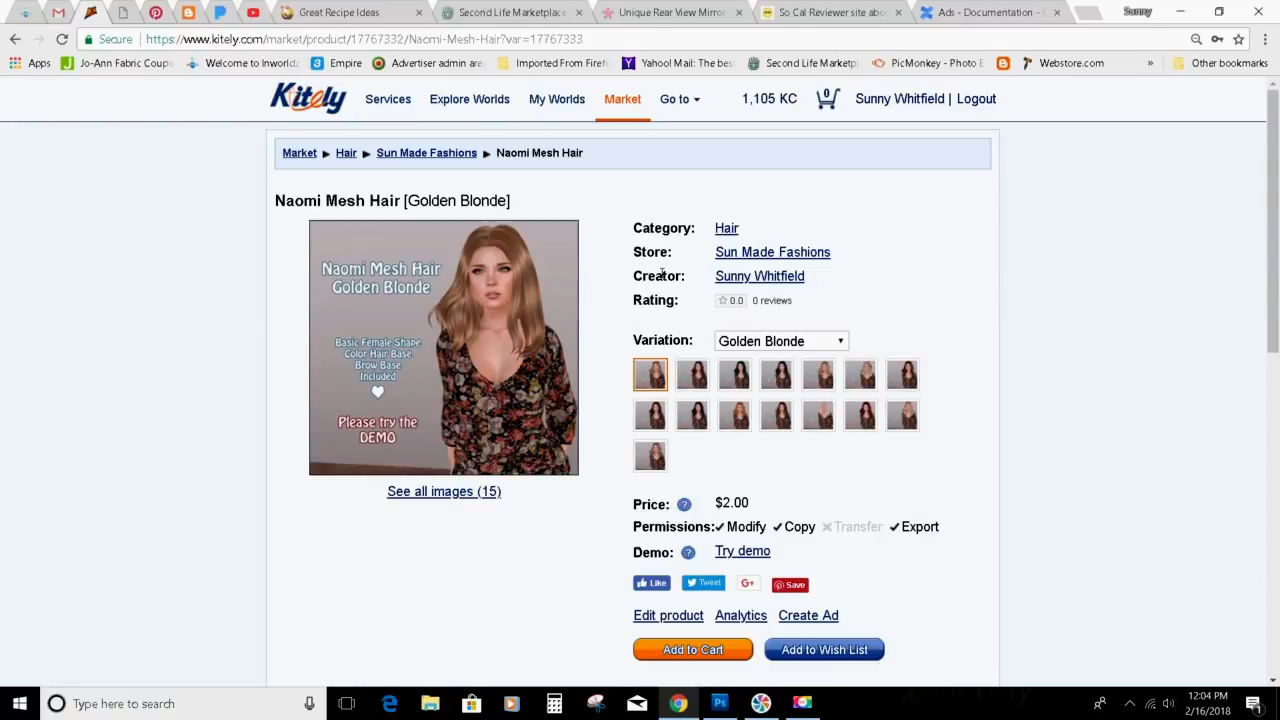 Great Recipe Ideas
Second Life Marketplace
Unique Rear View Mirror
So Cal Reviewer site abo
Ads - Documentation -
Sunny
Secure
https://www.kitely.com/market/product/17767332/Naomi-Mesh-Hair?var=17767333
Apps
Jo-Ann Fabric Coupo
Welcome to Inworld
Empire
Advertiser admin are
Imported From Firef
Yahoo! Mail: The best
Second Life Marketpl
PicMonkey - Photo E
Webstore.com
»
Other bookmarks
Kitely
Services
Explore Worlds
My Worlds
Market
Go to
1,105 KC
0
Sunny Whitfield | Logout
Market ▶ Hair ▶ Sun Made Fashions ▶ Naomi Mesh Hair
Naomi Mesh Hair [Golden Blonde]
Naomi Mesh Hair
Golden Blonde
Basic Female Shape
Color Hair Base
Brow Base
Included
Please try the
DEMO
See all images (15)
Category: Hair
Store: Sun Made Fashions
Creator: Sunny Whitfield
Rating: 0.0 0 reviews
Variation: Golden Blonde
Price: ? $2.00
Permissions: Modify Copy Transfer Export
Demo: ? Try demo
Like
Tweet
G+
Save
Edit product Analytics Create Ad
Add to Cart
Add to Wish List
Type here to search
Ps
12:04 PM
2/16/2018
1